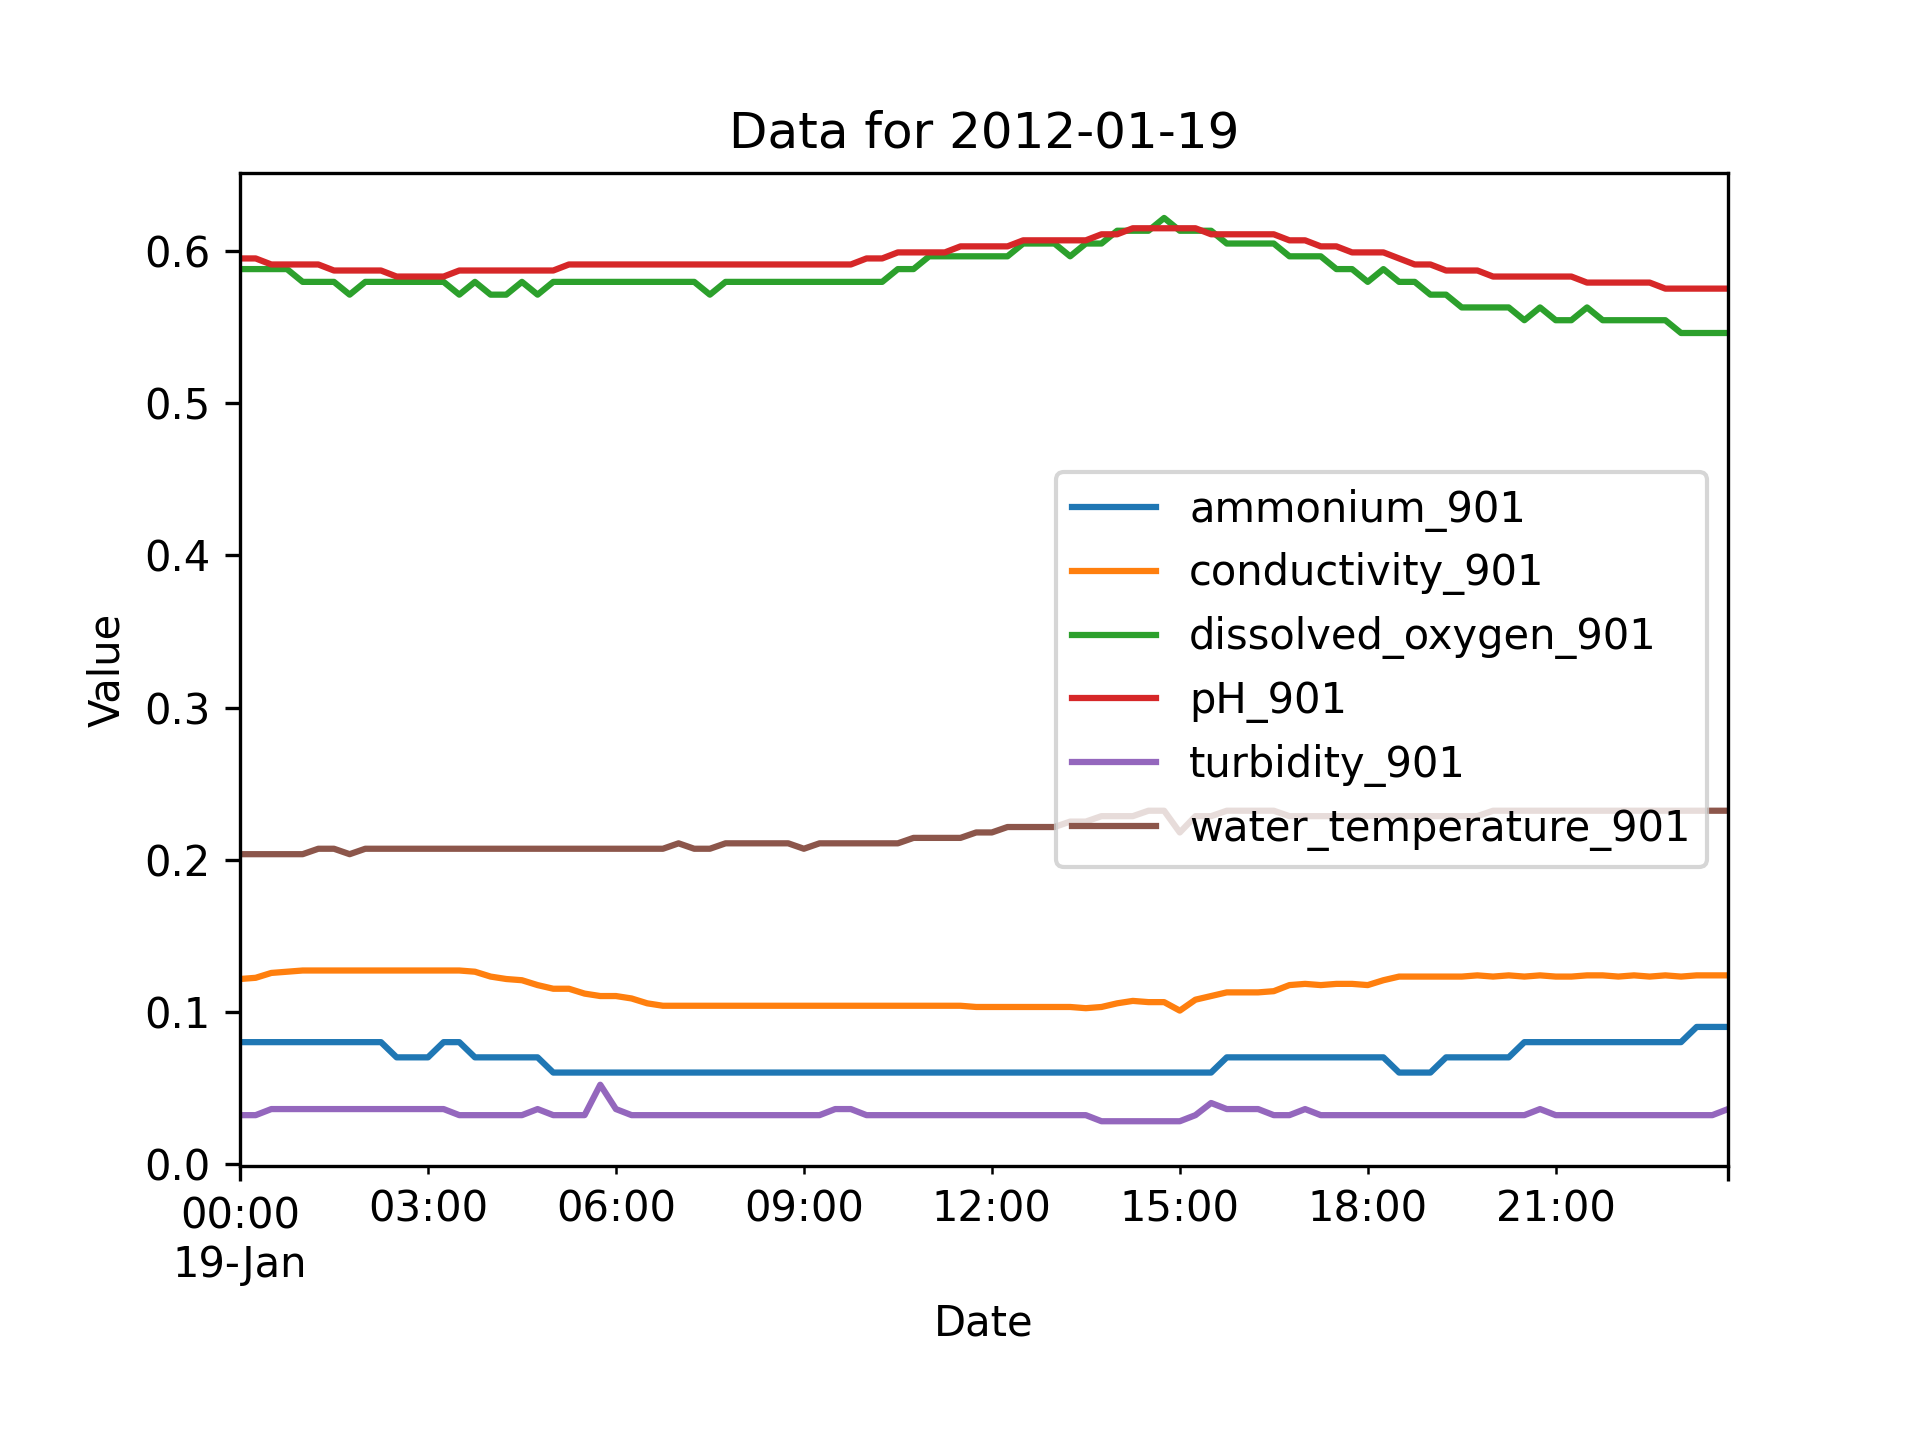 Data for 2012-01-19
Value
0.6
0.5
0.4
0.3
0.2
0.1
0.0
ammonium_901
conductivity_901
dissolved_oxygen_901
pH_901
turbidity_901
water_temperature_901
00:00 03:00 06:00 09:00 12:00 15:00 18:00 21:00
19-Jan
Date